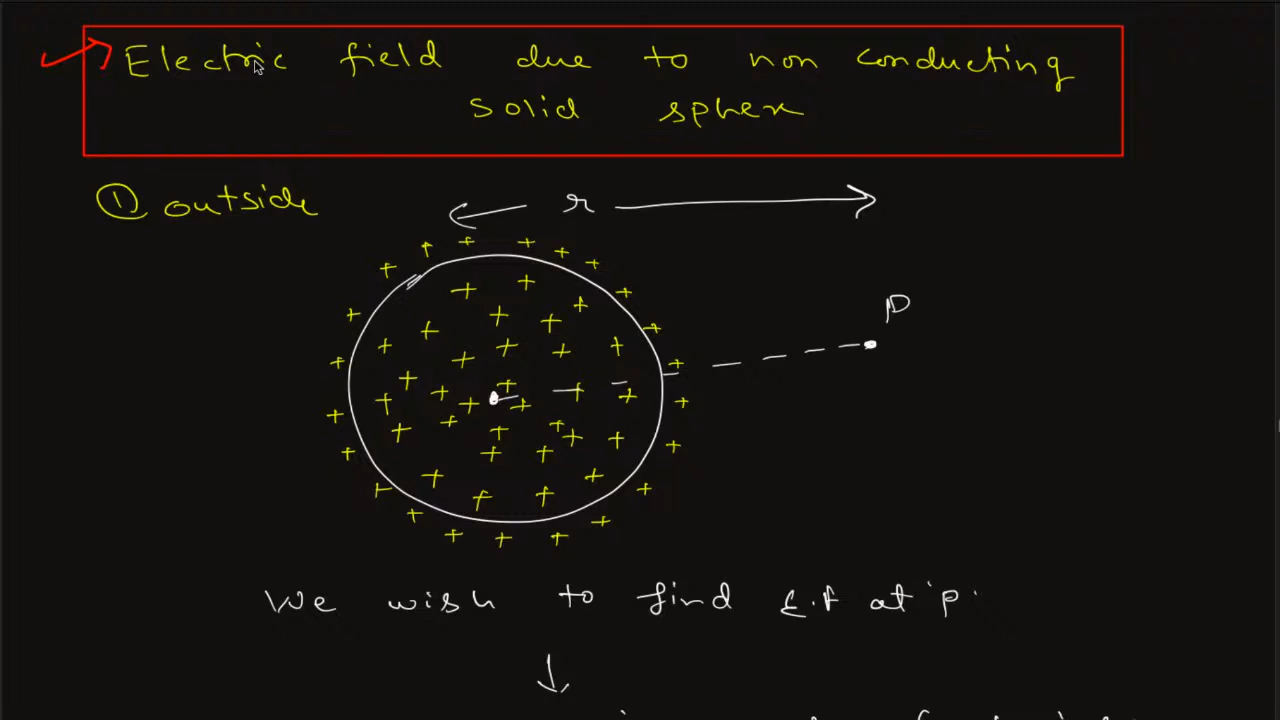 Electric field due to non conducting
solid sphere
① outside
r
P
We wish to find E.F at 'p'